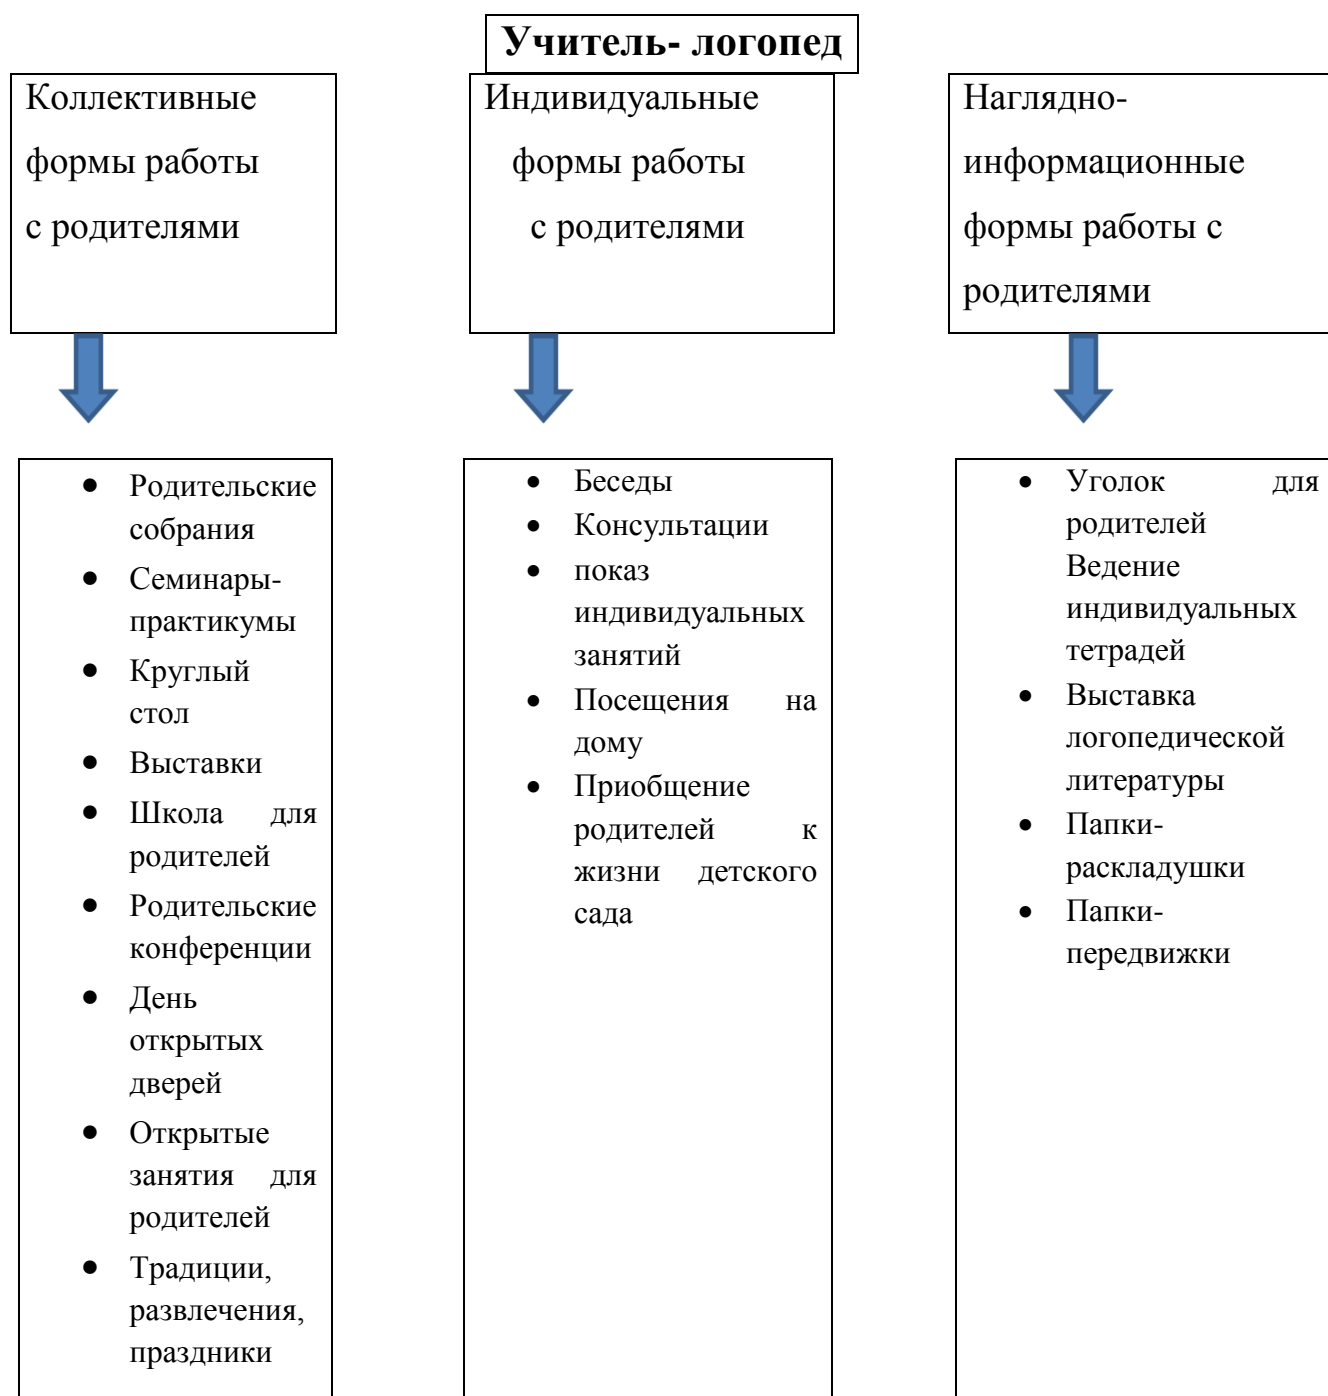 Учитель- логопед
Коллективные
формы работы
с родителями
Индивидуальные
формы работы
с родителями
Наглядно-
информационные
формы работы с
родителями
• Родительские
собрания
• Семинары-
практикумы
• Круглый
стол
• Выставки
• Школа для
родителей
• Родительские
конференции
• День
открытых
дверей
• Открытые
занятия для
родителей
• Традиции,
развлечения,
праздники
• Беседы
• Консультации
• показ
индивидуальных
занятий
• Посещения на
дому
• Приобщение
родителей к
жизни детского
сада
• Уголок для
родителей
Ведение
индивидуальных
тетрадей
• Выставка
логопедической
литературы
• Папки-
раскладушки
• Папки-
передвижки